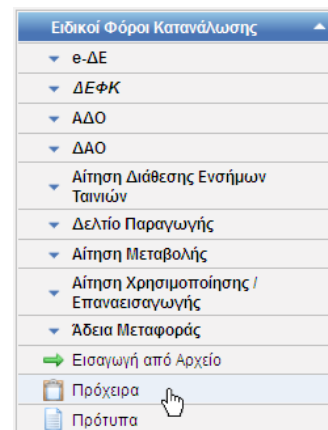 Ειδικοί Φόροι Κατανάλωσης
e-ΔΕ
ΔΕΦΚ
ΑΔΟ
ΔΑΟ
Αίτηση Διάθεσης Ενσήμων
Ταινιών
Δελτίο Παραγωγής
Αίτηση Μεταβολής
Αίτηση Χρησιμοποίησης /
Επαναεισαγωγής
Άδεια Μεταφοράς
Εισαγωγή από Αρχείο
Πρόχειρα
Πρότυπα